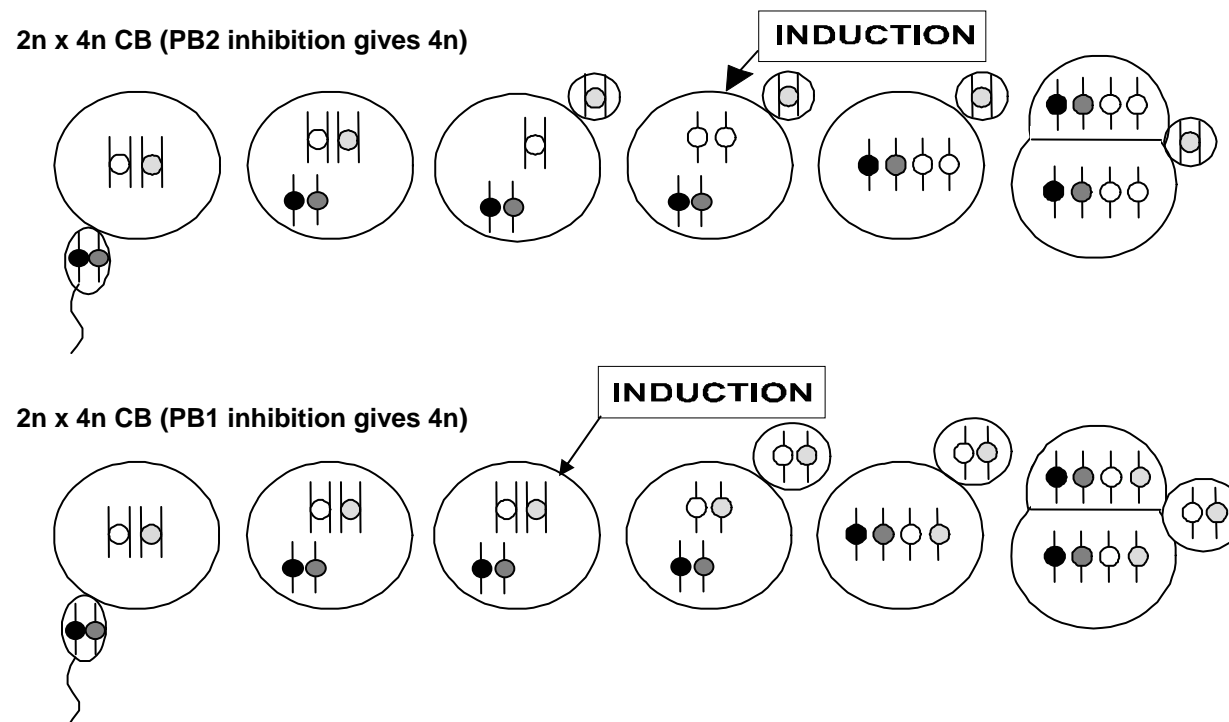 2n x 4n CB (PB2 inhibition gives 4n)
INDUCTION
2n x 4n CB (PB1 inhibition gives 4n)
INDUCTION